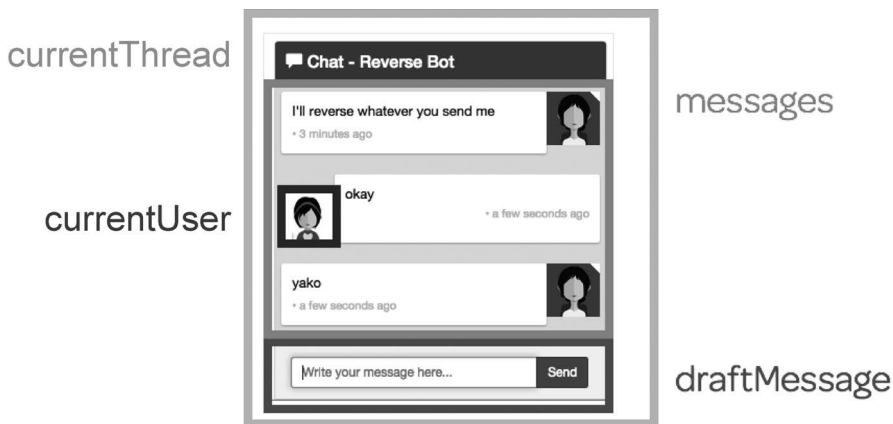 currentThread
Chat - Reverse Bot
I'll reverse whatever you send me
• 3 minutes ago
messages
okay
• a few seconds ago
currentUser
yako
• a few seconds ago
Write your message here...
Send
draftMessage